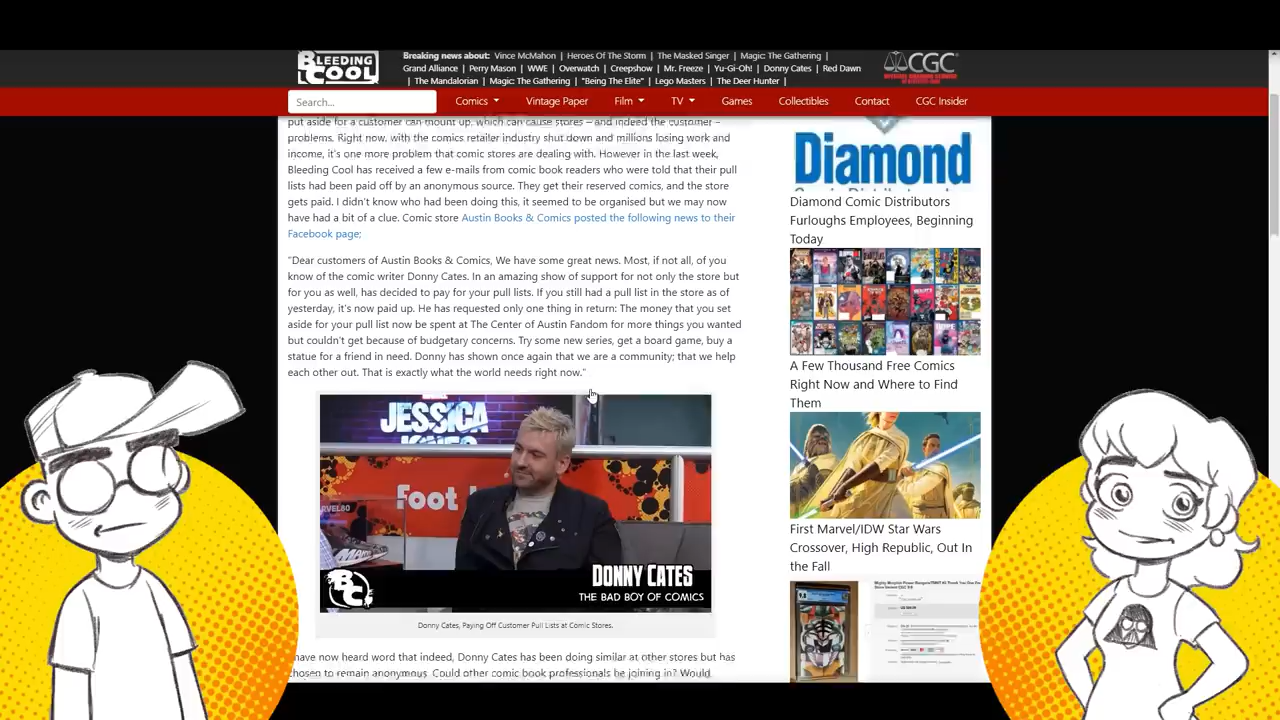 BLEEDING
COOL
Breaking news about: Vince McMahon | Heroes Of The Storm | The Masked Singer | Magic: The Gathering |
Grand Alliance | Perry Mason | WWE | Overwatch | Creepshow | Mr. Freeze | Yu-Gi-Oh! | Donny Cates | Red Dawn
| The Mandalorian | Magic: The Gathering | "Being The Elite" | Lego Masters | The Deer Hunter |
CGC
Search...
Comics
Vintage Paper
Film
TV
Games
Collectibles
Contact
CGC Insider
put aside for a customer can mount up, which can cause stores – and indeed the customer –
problems. Right now, with the comics retailer industry shut down and millions losing work and
income, it's one more problem that comic stores are dealing with. However in the last week,
Bleeding Cool has received a few e-mails from comic book readers who were told that their pull
lists had been paid off by an anonymous source. They get their reserved comics, and the store
gets paid. I didn't know who had been doing this, it seemed to be organised but we may now
have had a bit of a clue. Comic store Austin Books & Comics posted the following news to their
Facebook page;
"Dear customers of Austin Books & Comics, We have some great news. Most, if not all, of you
know of the comic writer Donny Cates. In an amazing show of support for not only the store but
for you as well, has decided to pay for your pull lists. If you still had a pull list in the store as of
yesterday, it's now paid up. He has requested only one thing in return: The money that you set
aside for your pull list now be spent at The Center of Austin Fandom for more things you wanted
but couldn't get because of budgetary concerns. Try some new series, get a board game, buy a
statue for a friend in need. Donny has shown once again that we are a community; that we help
each other out. That is exactly what the world needs right now."
JESSICA
JONES
Foot
BC
DONNY CATES
THE BAD BOY OF COMICS
Donny Cates, Paying Off Customer Pull Lists at Comic Stores.
chosen to remain anonymous. Could other comic book professionals be joining in? Would
Diamond
Diamond Comic Distributors
Furloughs Employees, Beginning
Today
A Few Thousand Free Comics
Right Now and Where to Find
Them
First Marvel/IDW Star Wars
Crossover, High Republic, Out In
the Fall
9.8